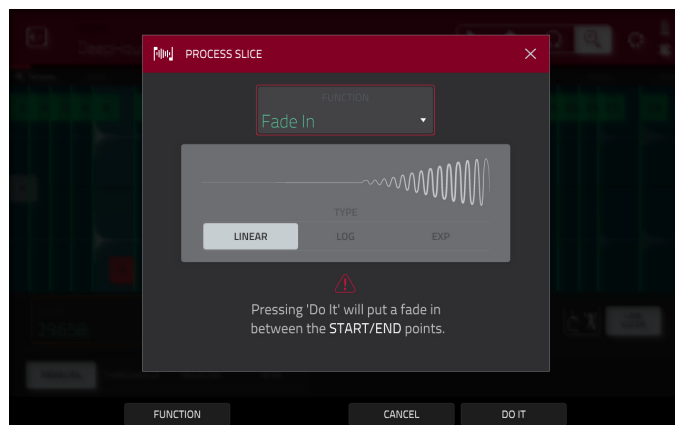 PROCESS SLICE
FUNCTION
Fade In
TYPE
LINEAR LOG EXP
Pressing 'Do It' will put a fade in
between the START/END points.
FUNCTION CANCEL DO IT